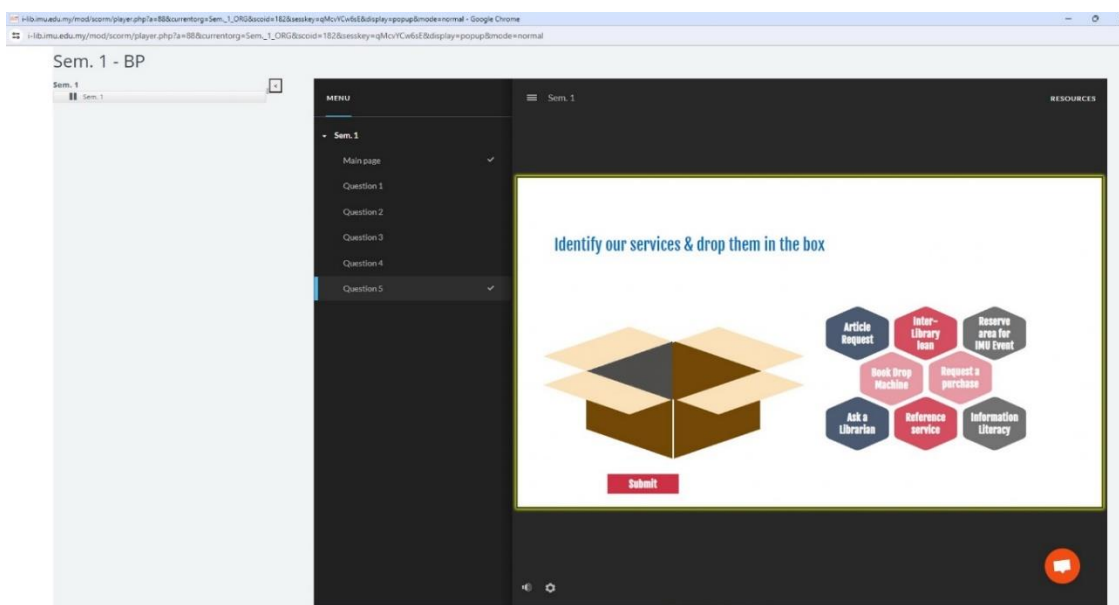 i-lib.imu.edu.my/mod/scorm/player.php?a=88&currentorg=Sem._1_ORG&scoid=182&sesskey=qMcvYCw6sE&display=popup&mode=normal - Google Chrome
i-lib.imu.edu.my/mod/scorm/player.php?a=88&currentorg=Sem._1_ORG&scoid=182&sesskey=qMcvYCw6sE&display=popup&mode=normal
Sem. 1 - BP
Sem. 1
Sem. 1
MENU
Sem. 1
RESOURCES
Sem. 1
Main page
Question 1
Question 2
Question 3
Question 4
Question 5
Identify our services & drop them in the box
Article
Request
Inter-
Library
loan
Reserve
area for
IMU Event
Book Drop
Machine
Request a
purchase
Ask a
Librarian
Reference
service
Information
Literacy
Submit